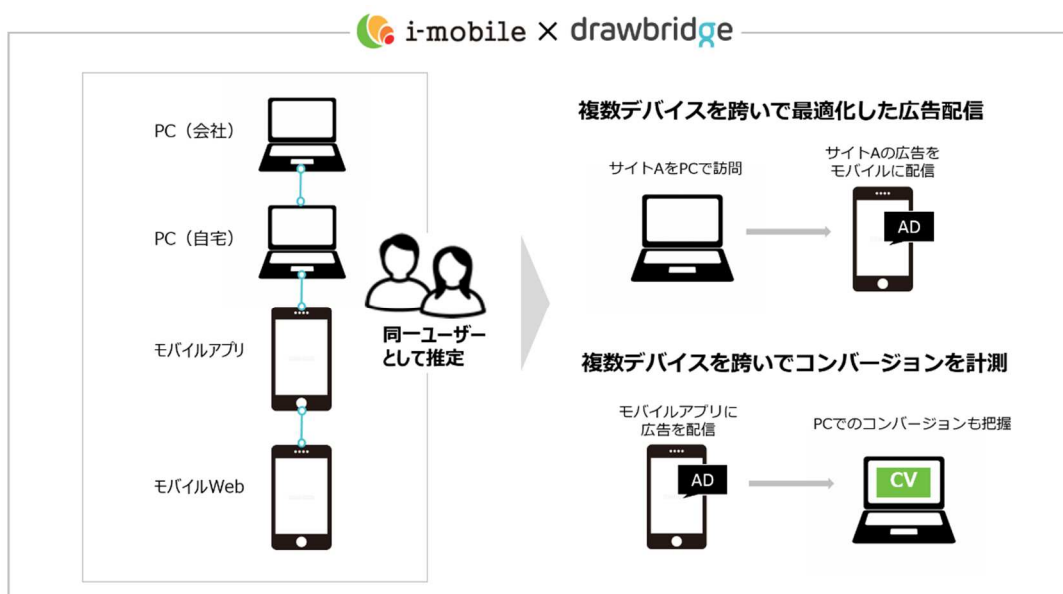 i-mobile × drawbridge
PC（会社）
PC（自宅）
モバイルアプリ
モバイルWeb
同一ユーザー
として推定
複数デバイスを跨いで最適化した広告配信
サイトAをPCで訪問
サイトAの広告を
モバイルに配信
AD
複数デバイスを跨いでコンバージョンを計測
モバイルアプリに
広告を配信
AD
PCでのコンバージョンも把握
CV